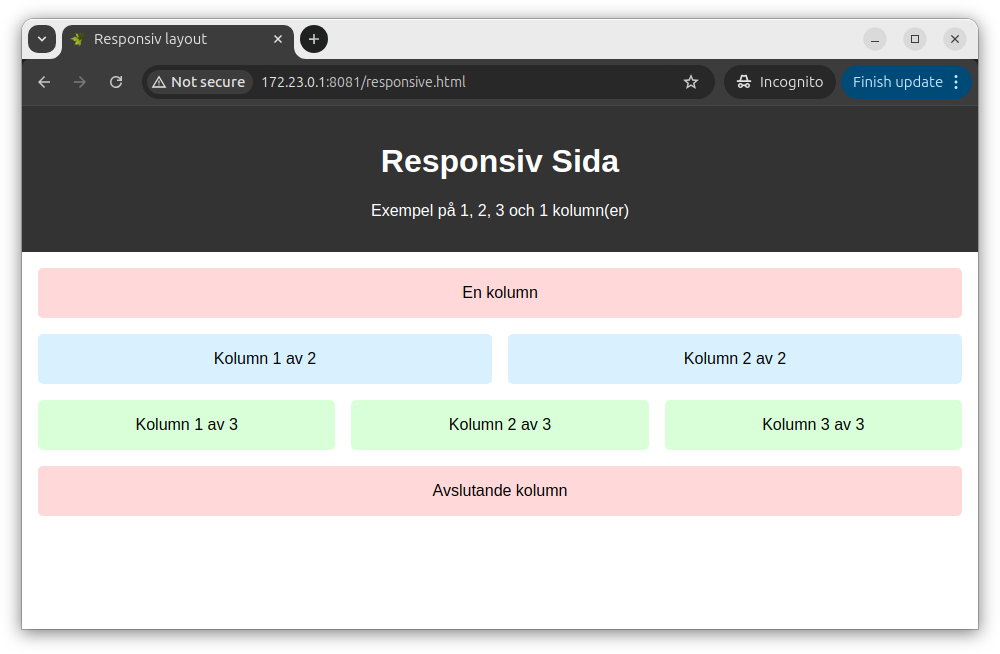 Responsiv layout
Not secure 172.23.0.1:8081/responsive.html Incognito Finish update
Responsiv Sida
Exempel på 1, 2, 3 och 1 kolumn(er)
En kolumn
Kolumn 1 av 2 Kolumn 2 av 2
Kolumn 1 av 3 Kolumn 2 av 3 Kolumn 3 av 3
Avslutande kolumn